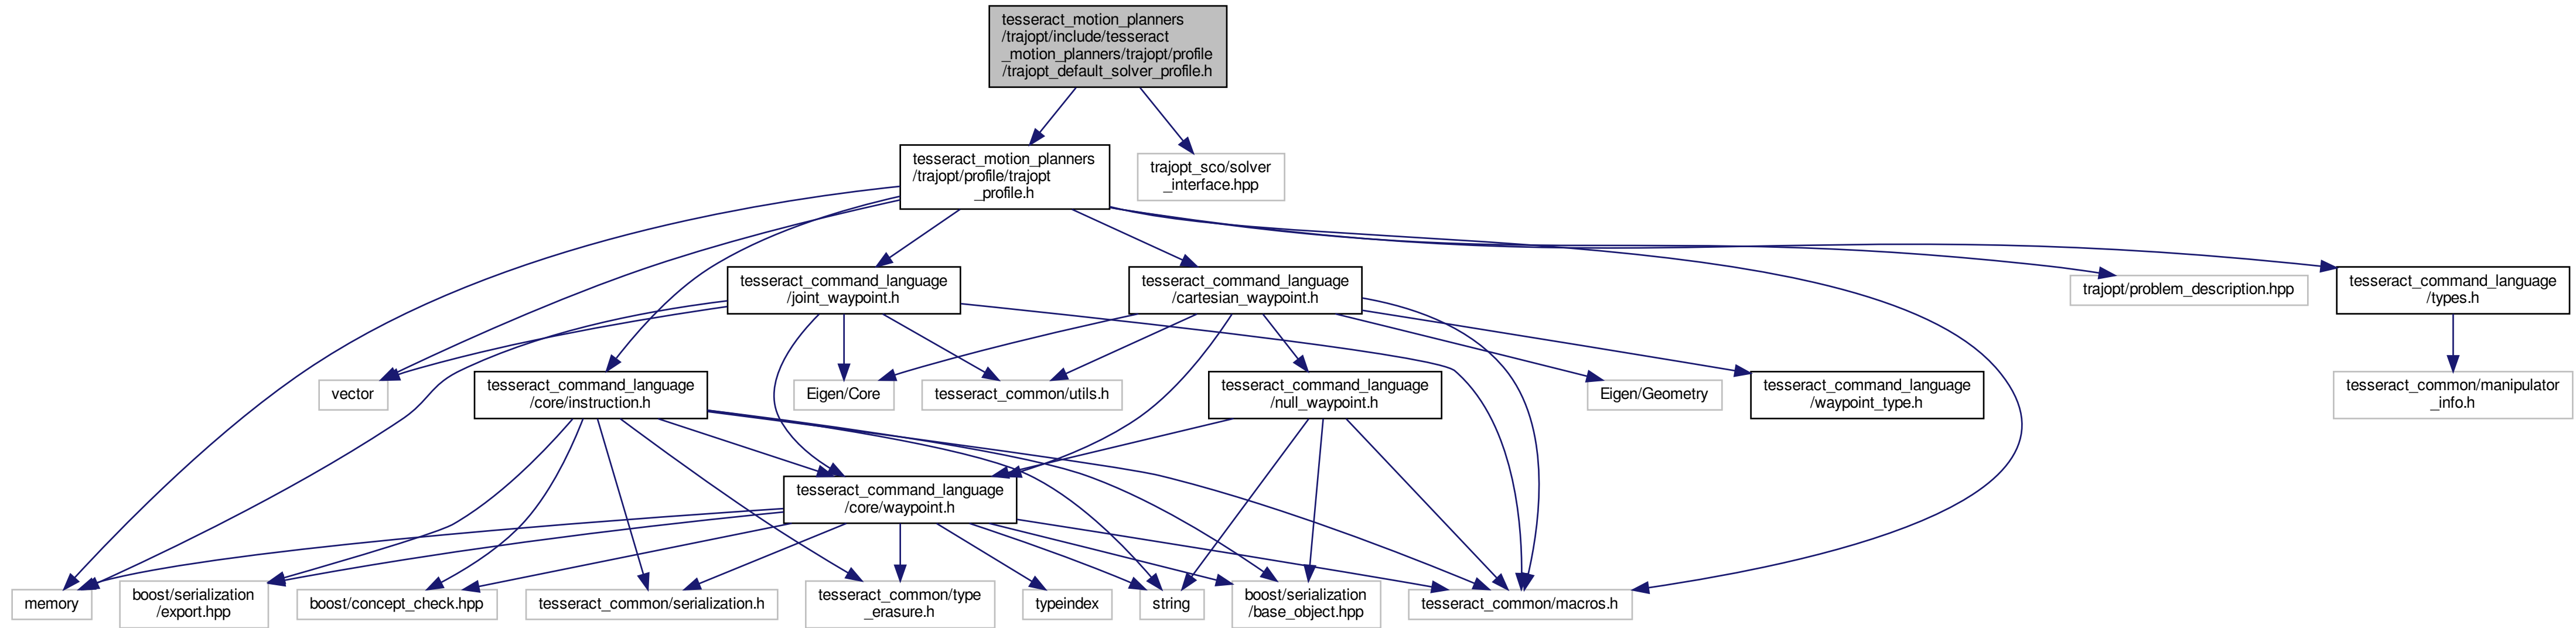 tesseract_motion_planners
/trajopt/include/tesseract
_motion_planners/trajopt/profile
/trajopt_default_solver_profile.h
tesseract_motion_planners
/trajopt/profile/trajopt
_profile.h
trajopt_sco/solver
_interface.hpp
tesseract_command_language
/joint_waypoint.h
tesseract_command_language
/cartesian_waypoint.h
trajopt/problem_description.hpp
tesseract_command_language
/types.h
vector
tesseract_command_language
/core/instruction.h
Eigen/Core
tesseract_common/utils.h
tesseract_command_language
/null_waypoint.h
Eigen/Geometry
tesseract_command_language
/waypoint_type.h
tesseract_common/manipulator
_info.h
tesseract_command_language
/core/waypoint.h
memory
boost/serialization
/export.hpp
boost/concept_check.hpp
tesseract_common/serialization.h
tesseract_common/type
_erasure.h
typeindex
string
boost/serialization
/base_object.hpp
tesseract_common/macros.h